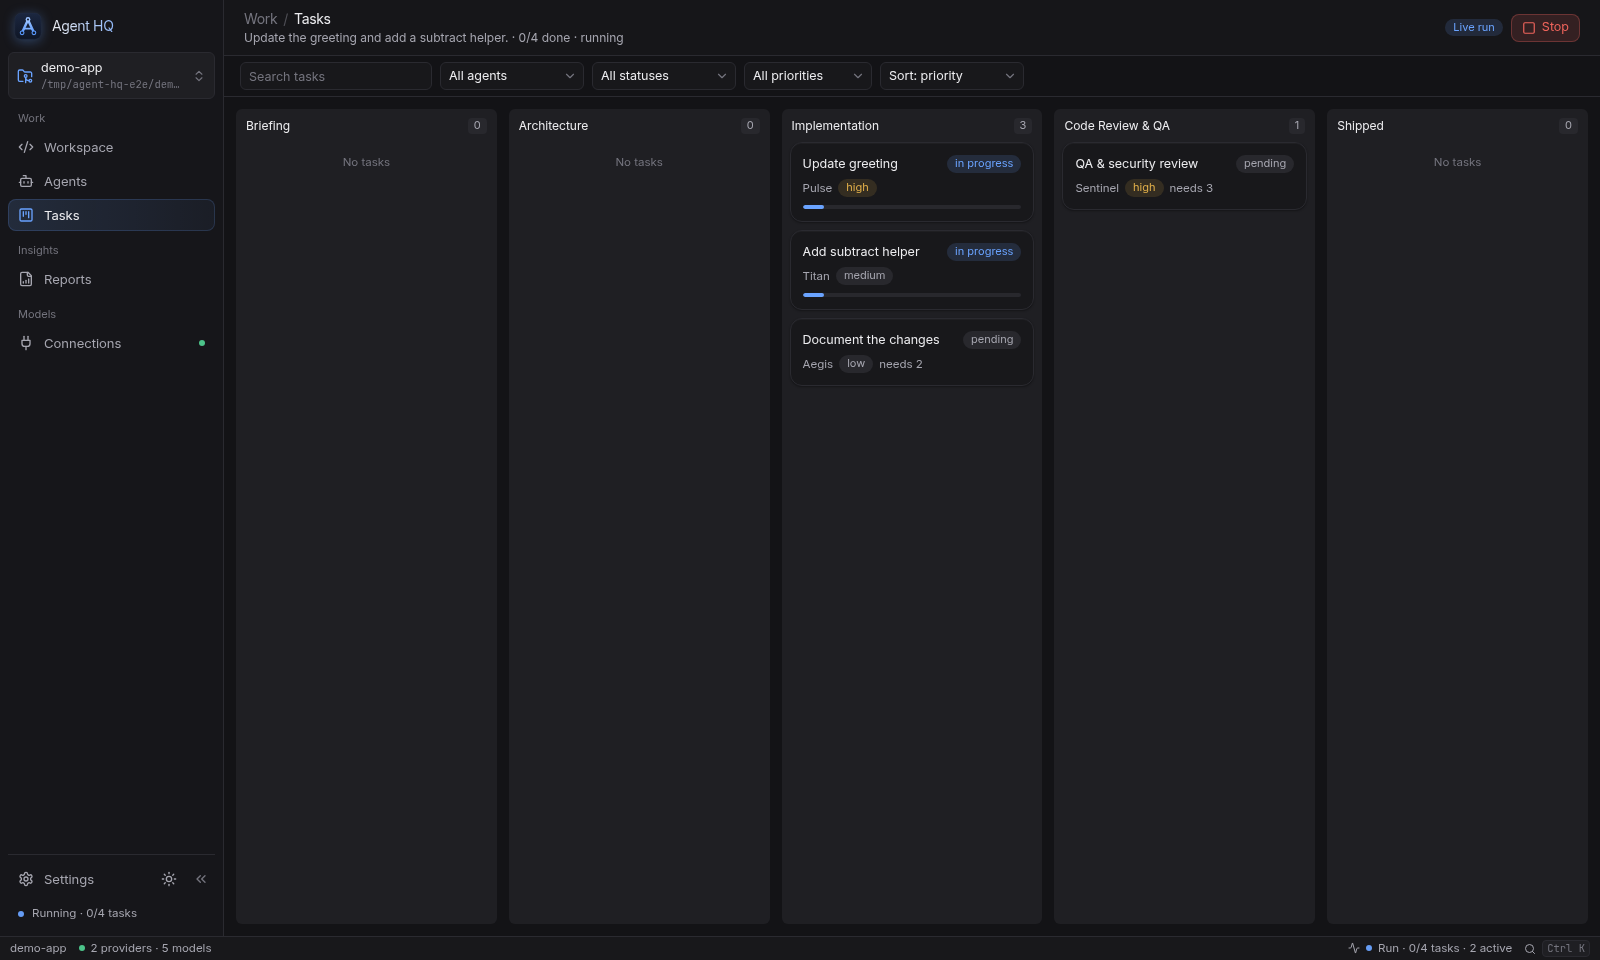 Agent HQ
demo-app
/tmp/agent-hq-e2e/dem…
Work
Workspace
Agents
Tasks
Insights
Reports
Models
Connections
Settings
Running · 0/4 tasks
Work / Tasks
Update the greeting and add a subtract helper. · 0/4 done · running
Live run
Stop
Search tasks
All agents
All statuses
All priorities
Sort: priority
Briefing 0
No tasks
Architecture 0
No tasks
Implementation 3
Update greeting in progress
Pulse high
Add subtract helper in progress
Titan medium
Document the changes pending
Aegis low needs 2
Code Review & QA 1
QA & security review pending
Sentinel high needs 3
Shipped 0
No tasks
demo-app 2 providers · 5 models
Run · 0/4 tasks · 2 active Ctrl K